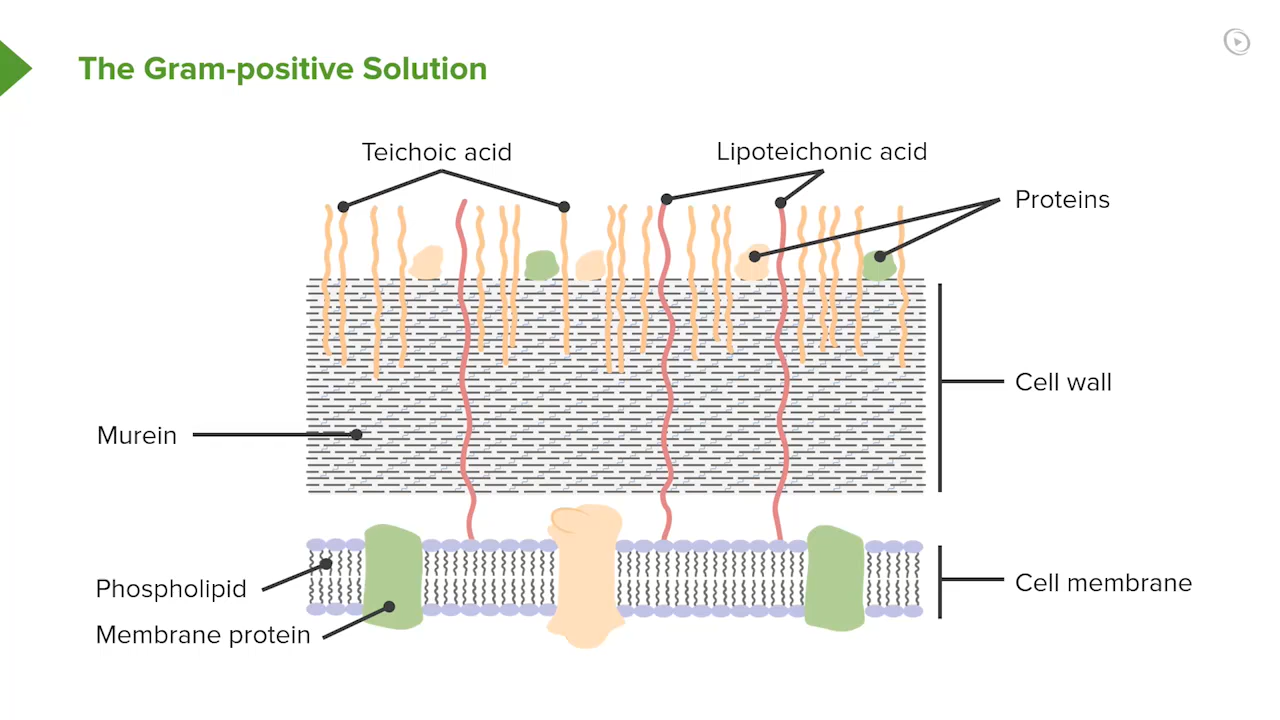 The Gram-positive Solution
Teichoic acid
Lipoteichonic acid
Proteins
Cell wall
Murein
Phospholipid
Cell membrane
Membrane protein